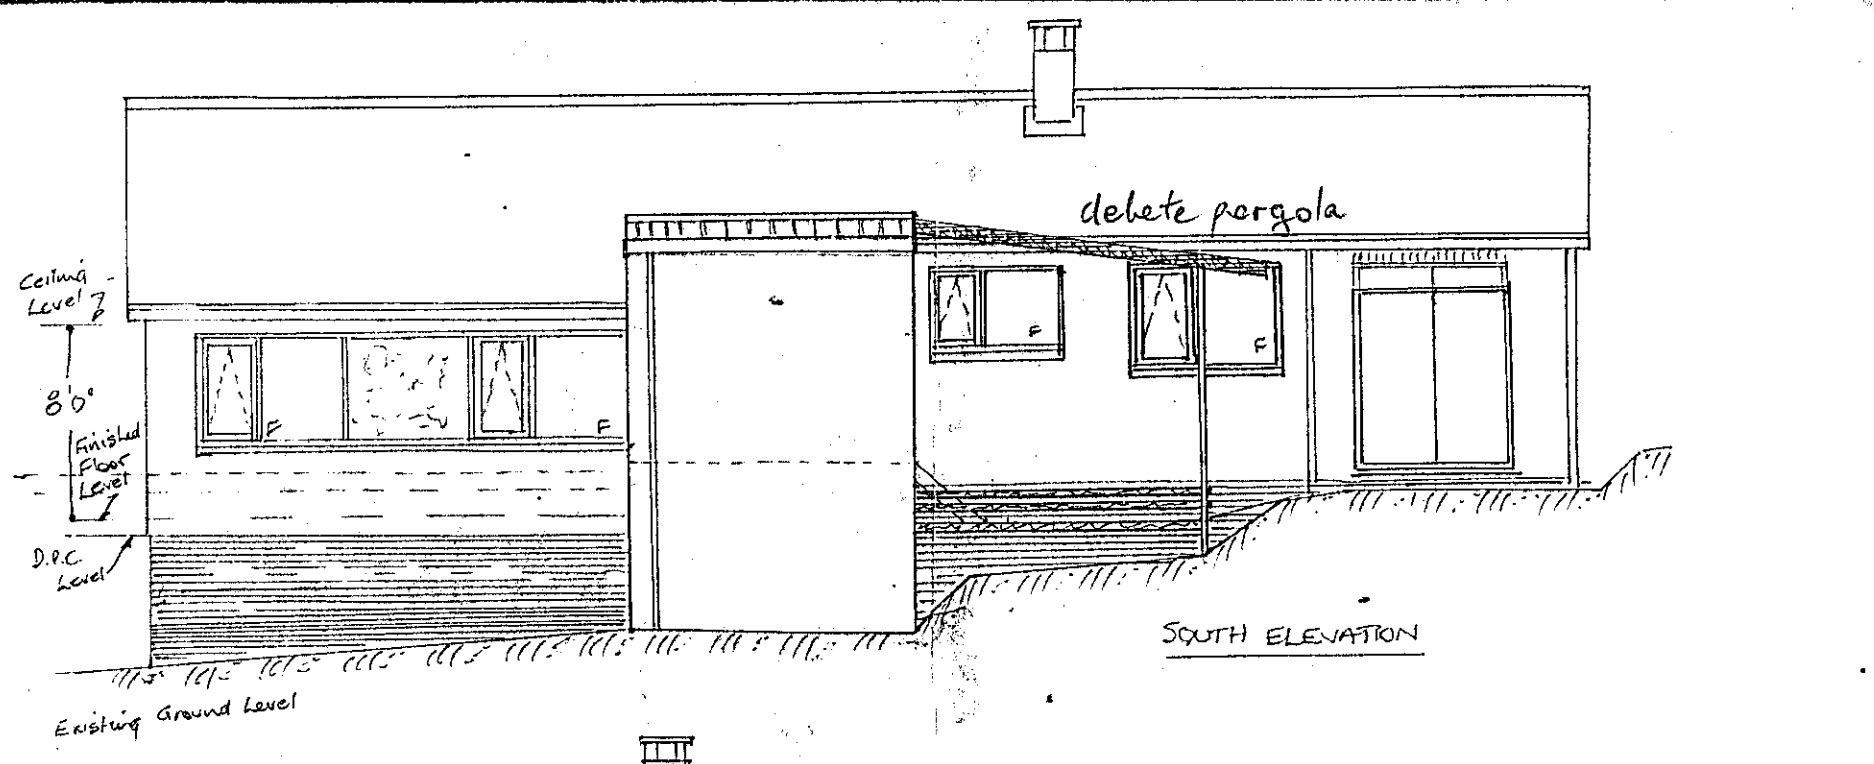 delete pergola
Ceiling
Level
8'0"
Finished
Floor
Level
D.P.C.
Level
F
F
F
F
SOUTH ELEVATION
Existing Ground Level